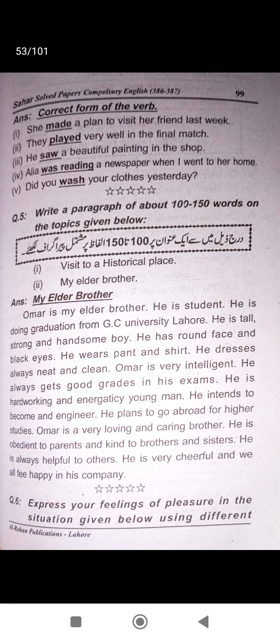 53/101
Sahar Solved Papers Compulsory English (386-387) 99
Ans: Correct form of the verb.
(i) She made a plan to visit her friend last week.
(ii) They played very well in the final match.
(iii) He saw a beautiful painting in the shop.
(iv) Alia was reading a newspaper when I went to her home.
(v) Did you wash your clothes yesterday?
☆☆☆☆☆
Q.5: Write a paragraph of about 100-150 words on
the topics given below:
درج ذیل میں سے ایک عنوان پر 100 تا 150 الفاظ پر مشتمل پیراگراف لکھیئے۔
(i) Visit to a Historical place.
(ii) My elder brother.
Ans: My Elder Brother
Omar is my elder brother. He is student. He is
doing graduation from G.C university Lahore. He is tall,
strong and handsome boy. He has round face and
black eyes. He wears pant and shirt. He dresses
always neat and clean. Omar is very intelligent. He
always gets good grades in his exams. He is
hardworking and energaticy young man. He intends to
become and engineer. He plans to go abroad for higher
studies. Omar is a very loving and caring brother. He is
obedient to parents and kind to brothers and sisters. He
is always helpful to others. He is very cheerful and we
all fee happy in his company.
☆☆☆☆☆
Q.6: Express your feelings of pleasure in the
situation given below using different
Al-Rehan Publications - Lahore